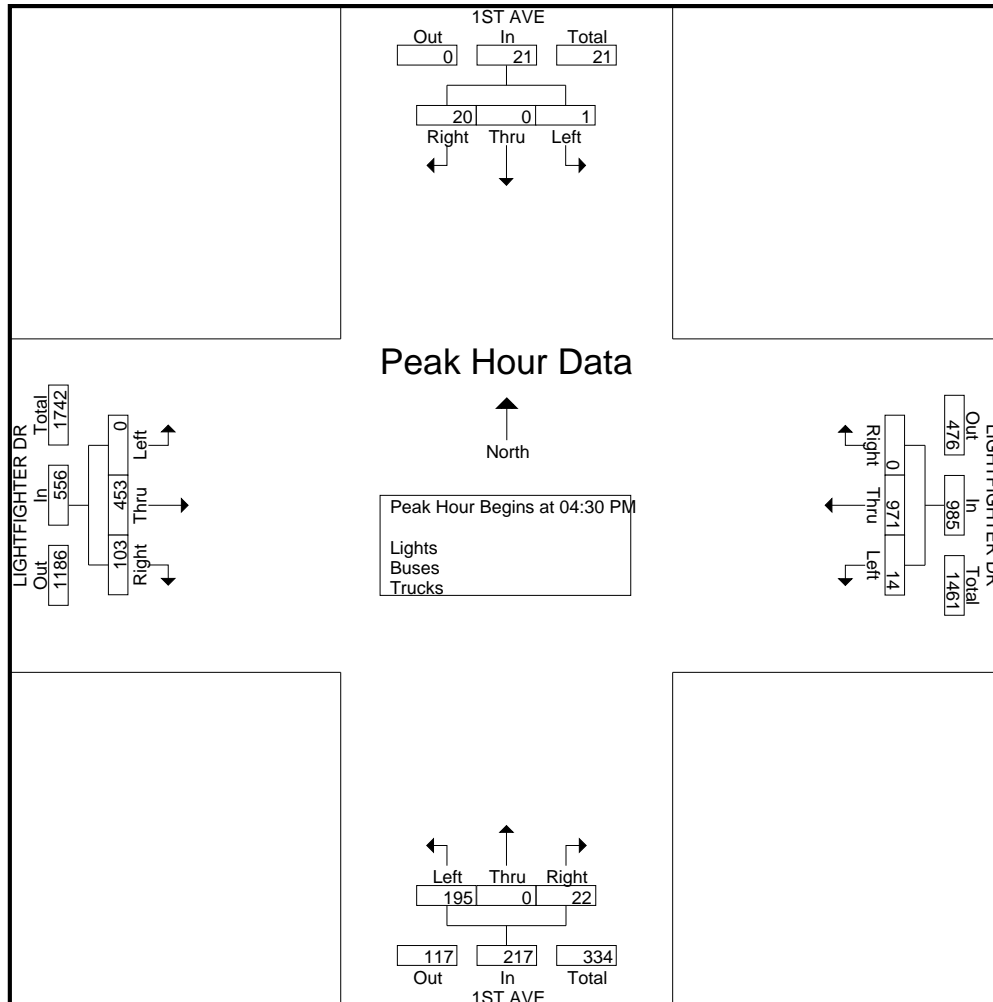 1ST AVE
Out In Total
0 21 21
20 0 1
Right Thru Left
Peak Hour Data
North
Peak Hour Begins at 04:30 PM
Lights
Buses
Trucks
LIGHTFIGHTER DR
Total In Out
1742 556 1186
0 453 103
Left Thru Right
Right Thru Left
0 971 14
476 985 1461
Out In Total
LIGHTFIGHTER DR
Left Thru Right
195 0 22
117 217 334
Out In Total
1ST AVE